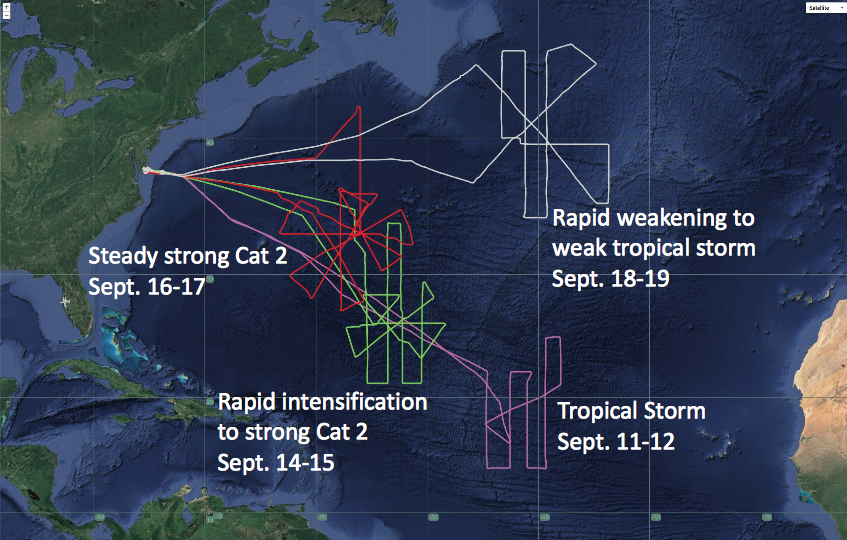 Satellite
Rapid weakening to
weak tropical storm
Sept. 18-19
Steady strong Cat 2
Sept. 16-17
Rapid intensification
to strong Cat 2
Sept. 14-15
Tropical Storm
Sept. 11-12